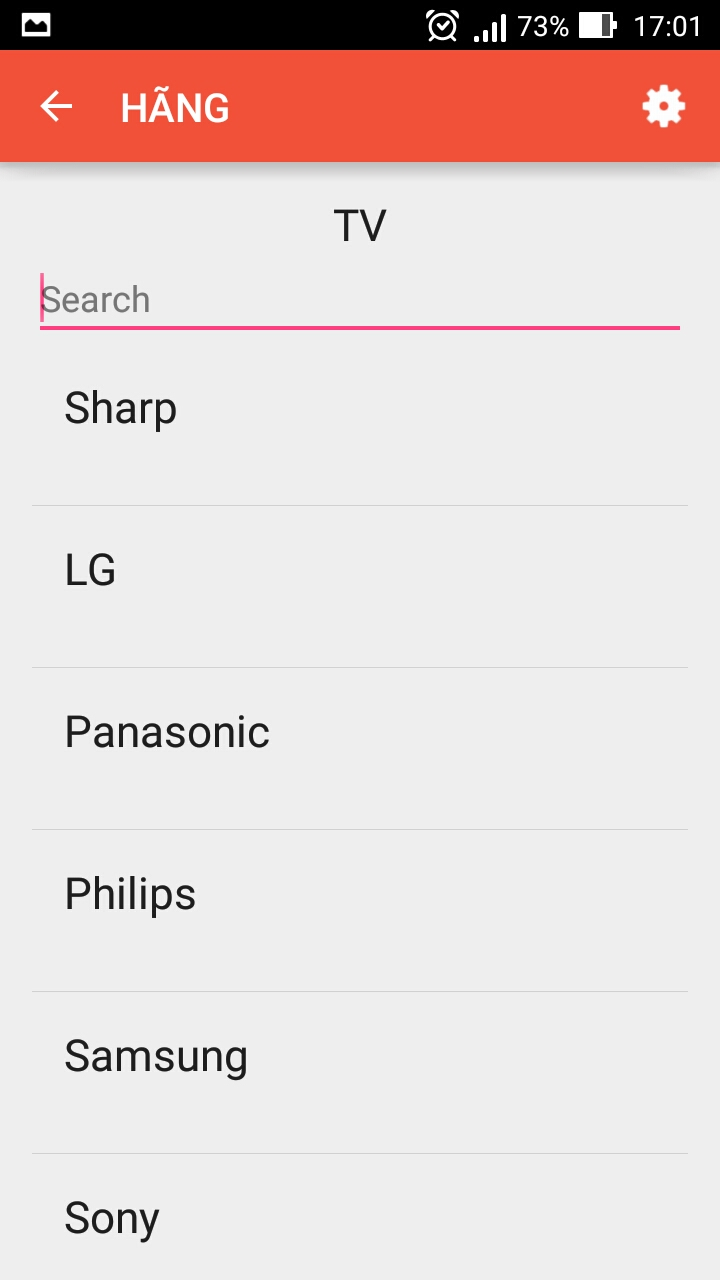 73% 17:01
HÃNG
TV
Search
Sharp
LG
Panasonic
Philips
Samsung
Sony